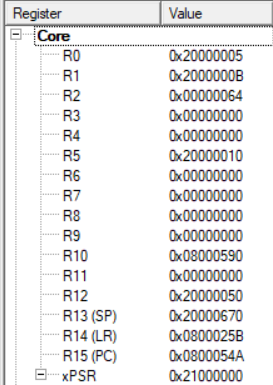 Register Value
Core
R0 0x20000005
R1 0x2000000B
R2 0x00000064
R3 0x00000000
R4 0x00000000
R5 0x20000010
R6 0x00000000
R7 0x00000000
R8 0x00000000
R9 0x00000000
R10 0x08000590
R11 0x00000000
R12 0x20000050
R13 (SP) 0x20000670
R14 (LR) 0x0800025B
R15 (PC) 0x0800054A
xPSR 0x21000000